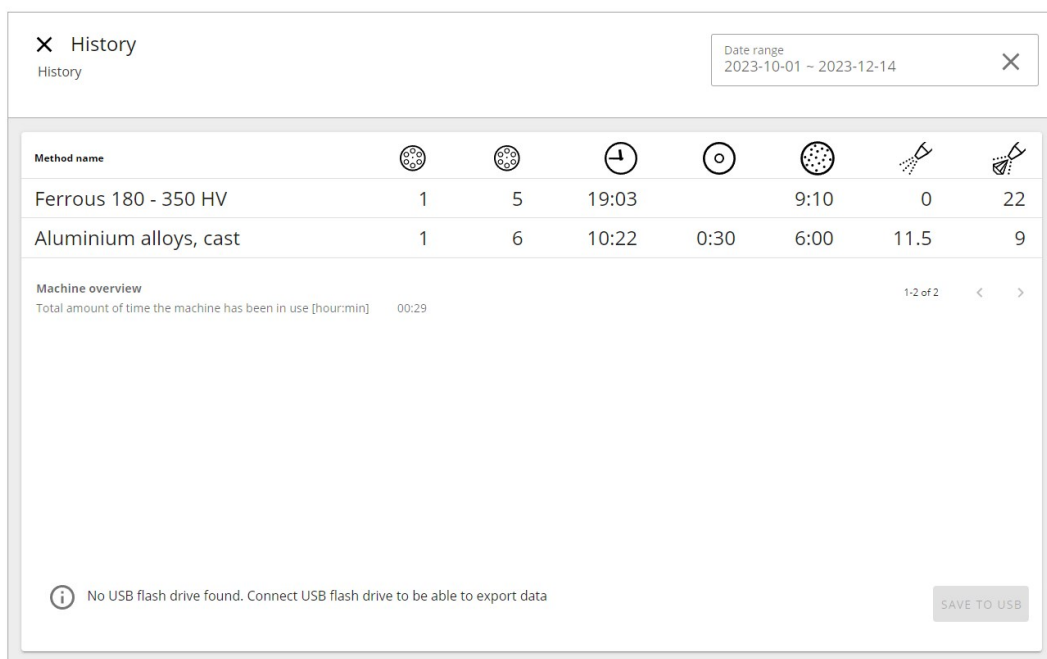 History
History
Date range
2023-10-01 ~ 2023-12-14
Method name
Ferrous 180 - 350 HV 1 5 19:03 9:10 0 22
Aluminium alloys, cast 1 6 10:22 0:30 6:00 11.5 9
Machine overview
Total amount of time the machine has been in use [hour:min] 00:29
1-2 of 2
No USB flash drive found. Connect USB flash drive to be able to export data
SAVE TO USB